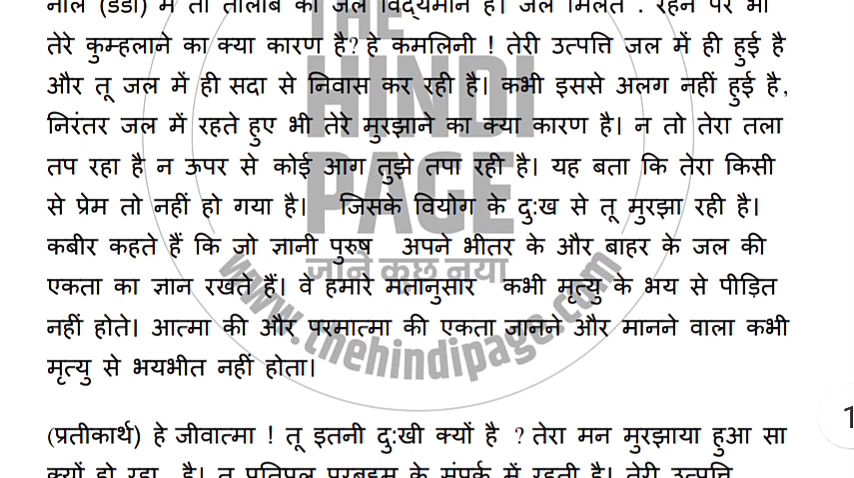 नाल (डंडी) में तो तालाब का जल विद्यमान है। जल मिलते . रहने पर भी
तेरे कुम्हलाने का क्या कारण है? हे कमलिनी ! तेरी उत्पत्ति जल में ही हुई है
और तू जल में ही सदा से निवास कर रही है। कभी इससे अलग नहीं हुई है,
निरंतर जल में रहते हुए भी तेरे मुरझाने का क्या कारण है। न तो तेरा तला
तप रहा है न ऊपर से कोई आग तुझे तपा रही है। यह बता कि तेरा किसी
से प्रेम तो नहीं हो गया है। जिसके वियोग के दु:ख से तू मुरझा रही है।
कबीर कहते हैं कि जो ज्ञानी पुरुष अपने भीतर के और बाहर के जल की
एकता का ज्ञान रखते हैं। वे हमारे मतानुसार कभी मृत्यु के भय से पीड़ित
नहीं होते। आत्मा की और परमात्मा की एकता जानने और मानने वाला कभी
मृत्यु से भयभीत नहीं होता।
(प्रतीकार्थ) हे जीवात्मा ! तू इतनी दु:खी क्यों है ? तेरा मन मुरझाया हुआ सा
क्यों हो रहा है। तू प्रतिपल परब्रह्म के संपर्क में रहती है। तेरी उत्पत्ति
THE
HINDI
PAGE
जाने कुछ नया
www.thehindipage.com
1